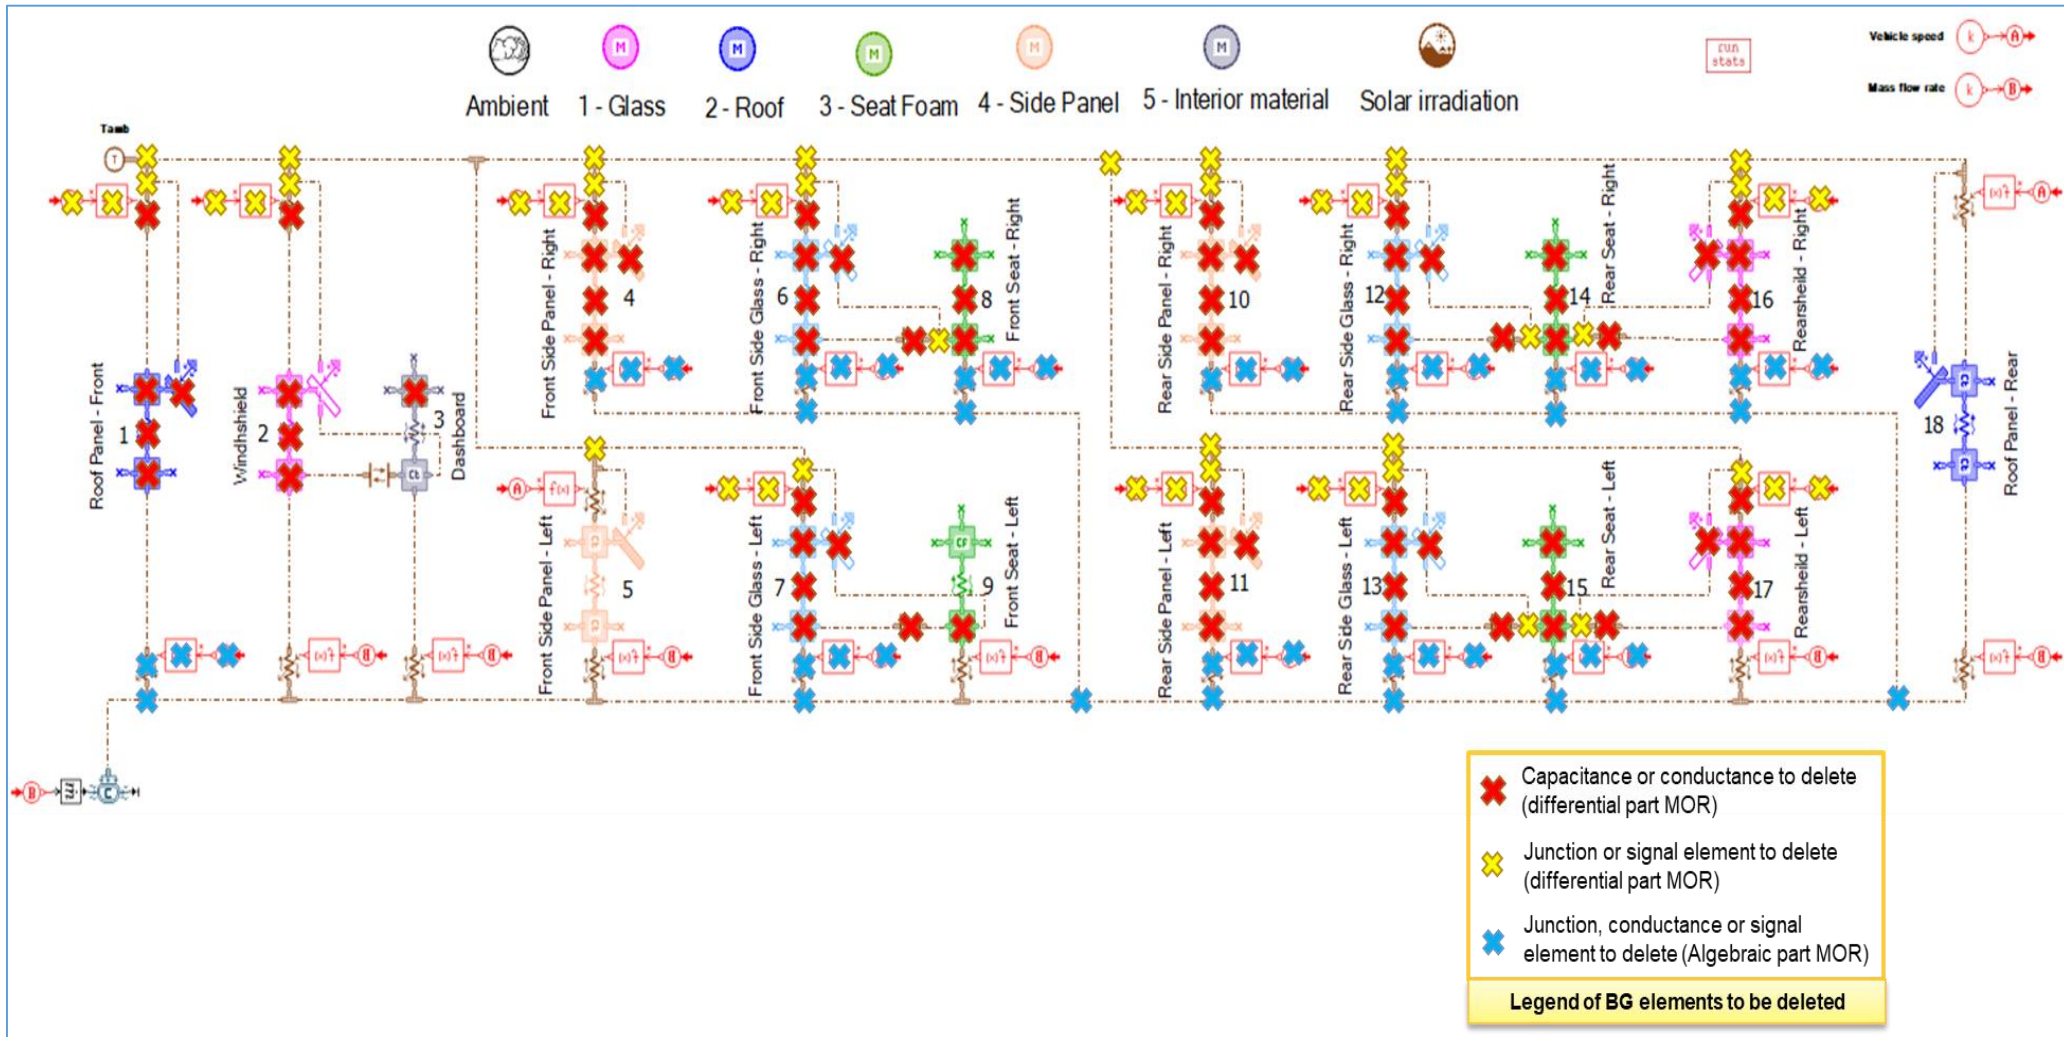 Ambient
1 - Glass
2 - Roof
3 - Seat Foam
4 - Side Panel
5 - Interior material
Solar irradiation
M
M
M
M
M
run
stats
Vehicle speed
k
A
Mass flow rate
k
B
Tamb
T
Roof Panel - Front
1
Windhshield
2
3
Dashboard
Front Side Panel - Right
4
Front Side Glass - Right
6
8
Front Seat - Right
Rear Side Panel - Right
10
Rear Side Glass - Right
12
14
Rear Seat - Right
16
Rearsheild - Right
18
Roof Panel - Rear
Front Side Panel - Left
5
A
f(x)
Front Side Glass - Left
7
9
Front Seat - Left
Rear Side Panel - Left
11
Rear Side Glass - Left
13
15
Rear Seat - Left
17
Rearsheild - Left
B
C
Capacitance or conductance to delete
(differential part MOR)
Junction or signal element to delete
(differential part MOR)
Junction, conductance or signal
element to delete (Algebraic part MOR)
Legend of BG elements to be deleted